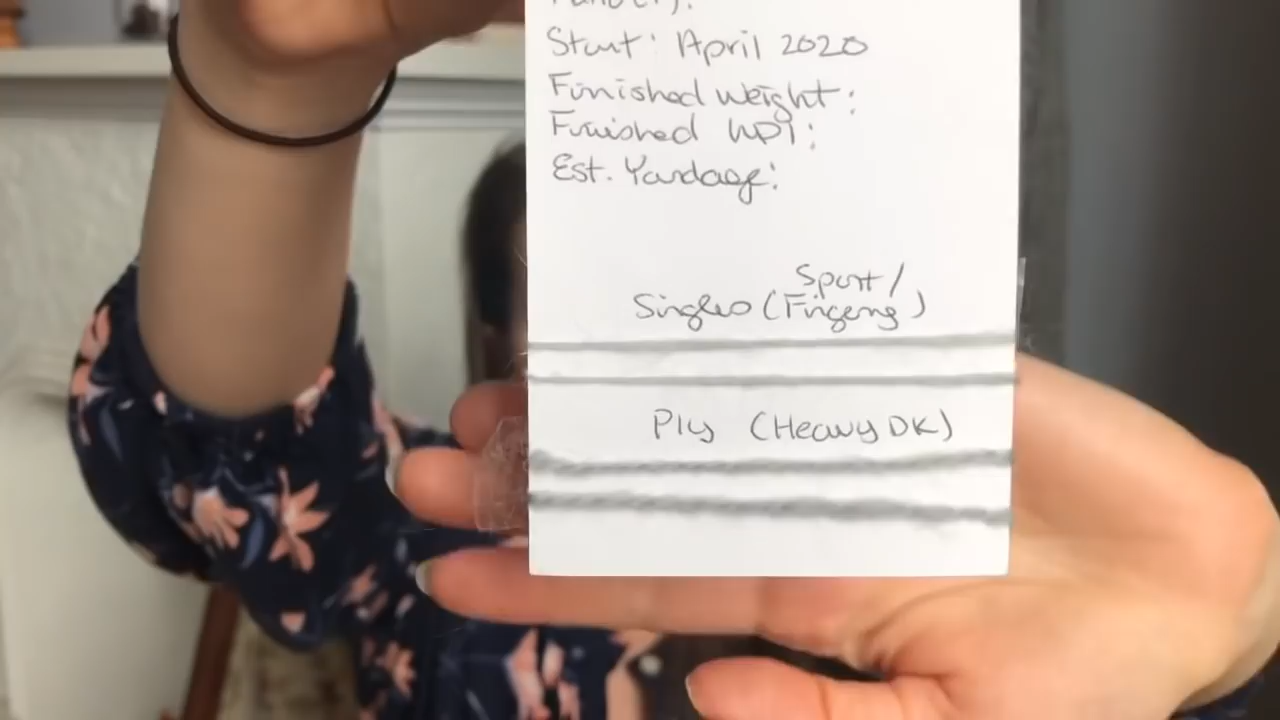 Start: April 2020
Finished Weight:
Finished WPI:
Est. Yardage:
Sport/
Singles (Fingering)
Ply (Heavy DK)